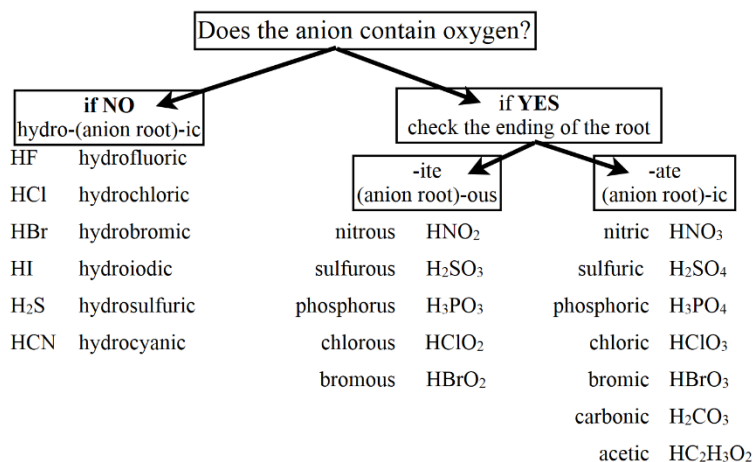 Does the anion contain oxygen?
if NO
hydro-(anion root)-ic
HF hydrofluoric
HCl hydrochloric
HBr hydrobromic
HI hydroiodic
H₂S hydrosulfuric
HCN hydrocyanic
if YES
check the ending of the root
-ite
(anion root)-ous
nitrous HNO₂
sulfurous H₂SO₃
phosphorus H₃PO₃
chlorous HClO₂
bromous HBrO₂
-ate
(anion root)-ic
nitric HNO₃
sulfuric H₂SO₄
phosphoric H₃PO₄
chloric HClO₃
bromic HBrO₃
carbonic H₂CO₃
acetic HC₂H₃O₂